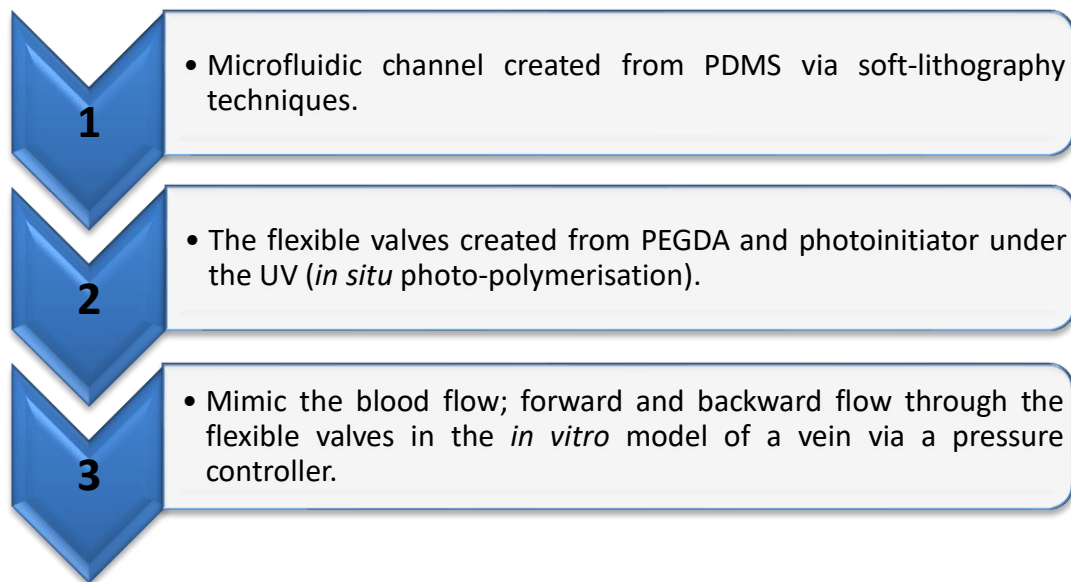 1
• Microfluidic channel created from PDMS via soft-lithography
techniques.
2
• The flexible valves created from PEGDA and photoinitiator under
the UV (in situ photo-polymerisation).
3
• Mimic the blood flow; forward and backward flow through the
flexible valves in the in vitro model of a vein via a pressure
controller.